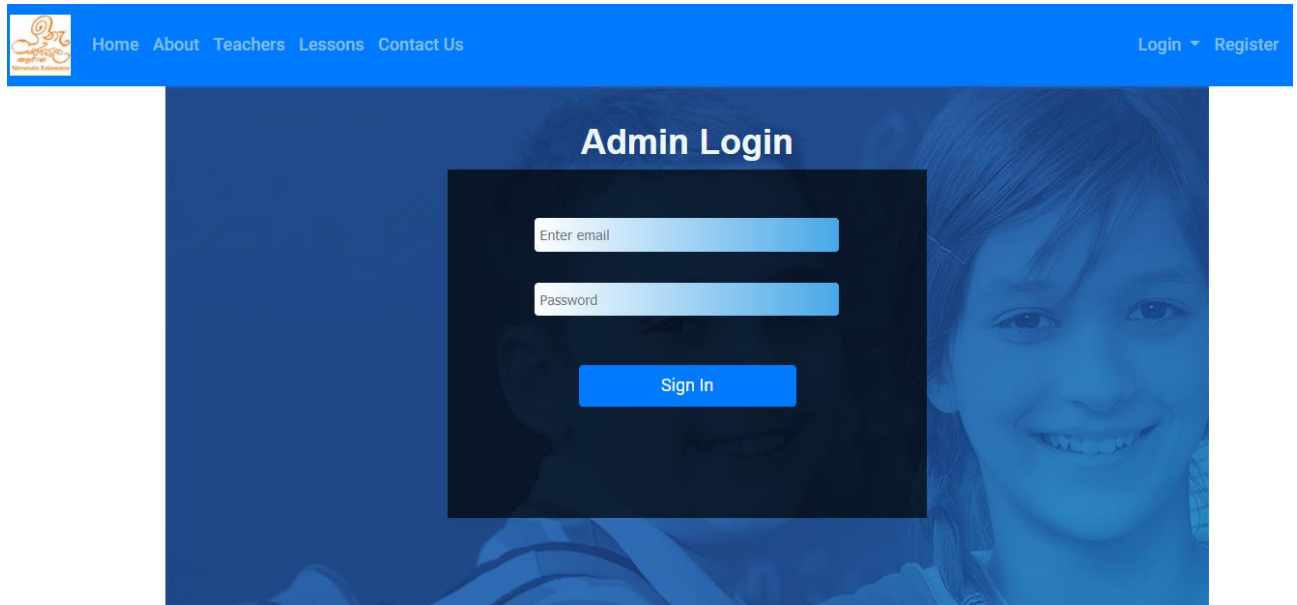 Home About Teachers Lessons Contact Us
Login Register
Admin Login
Enter email
Password
Sign In